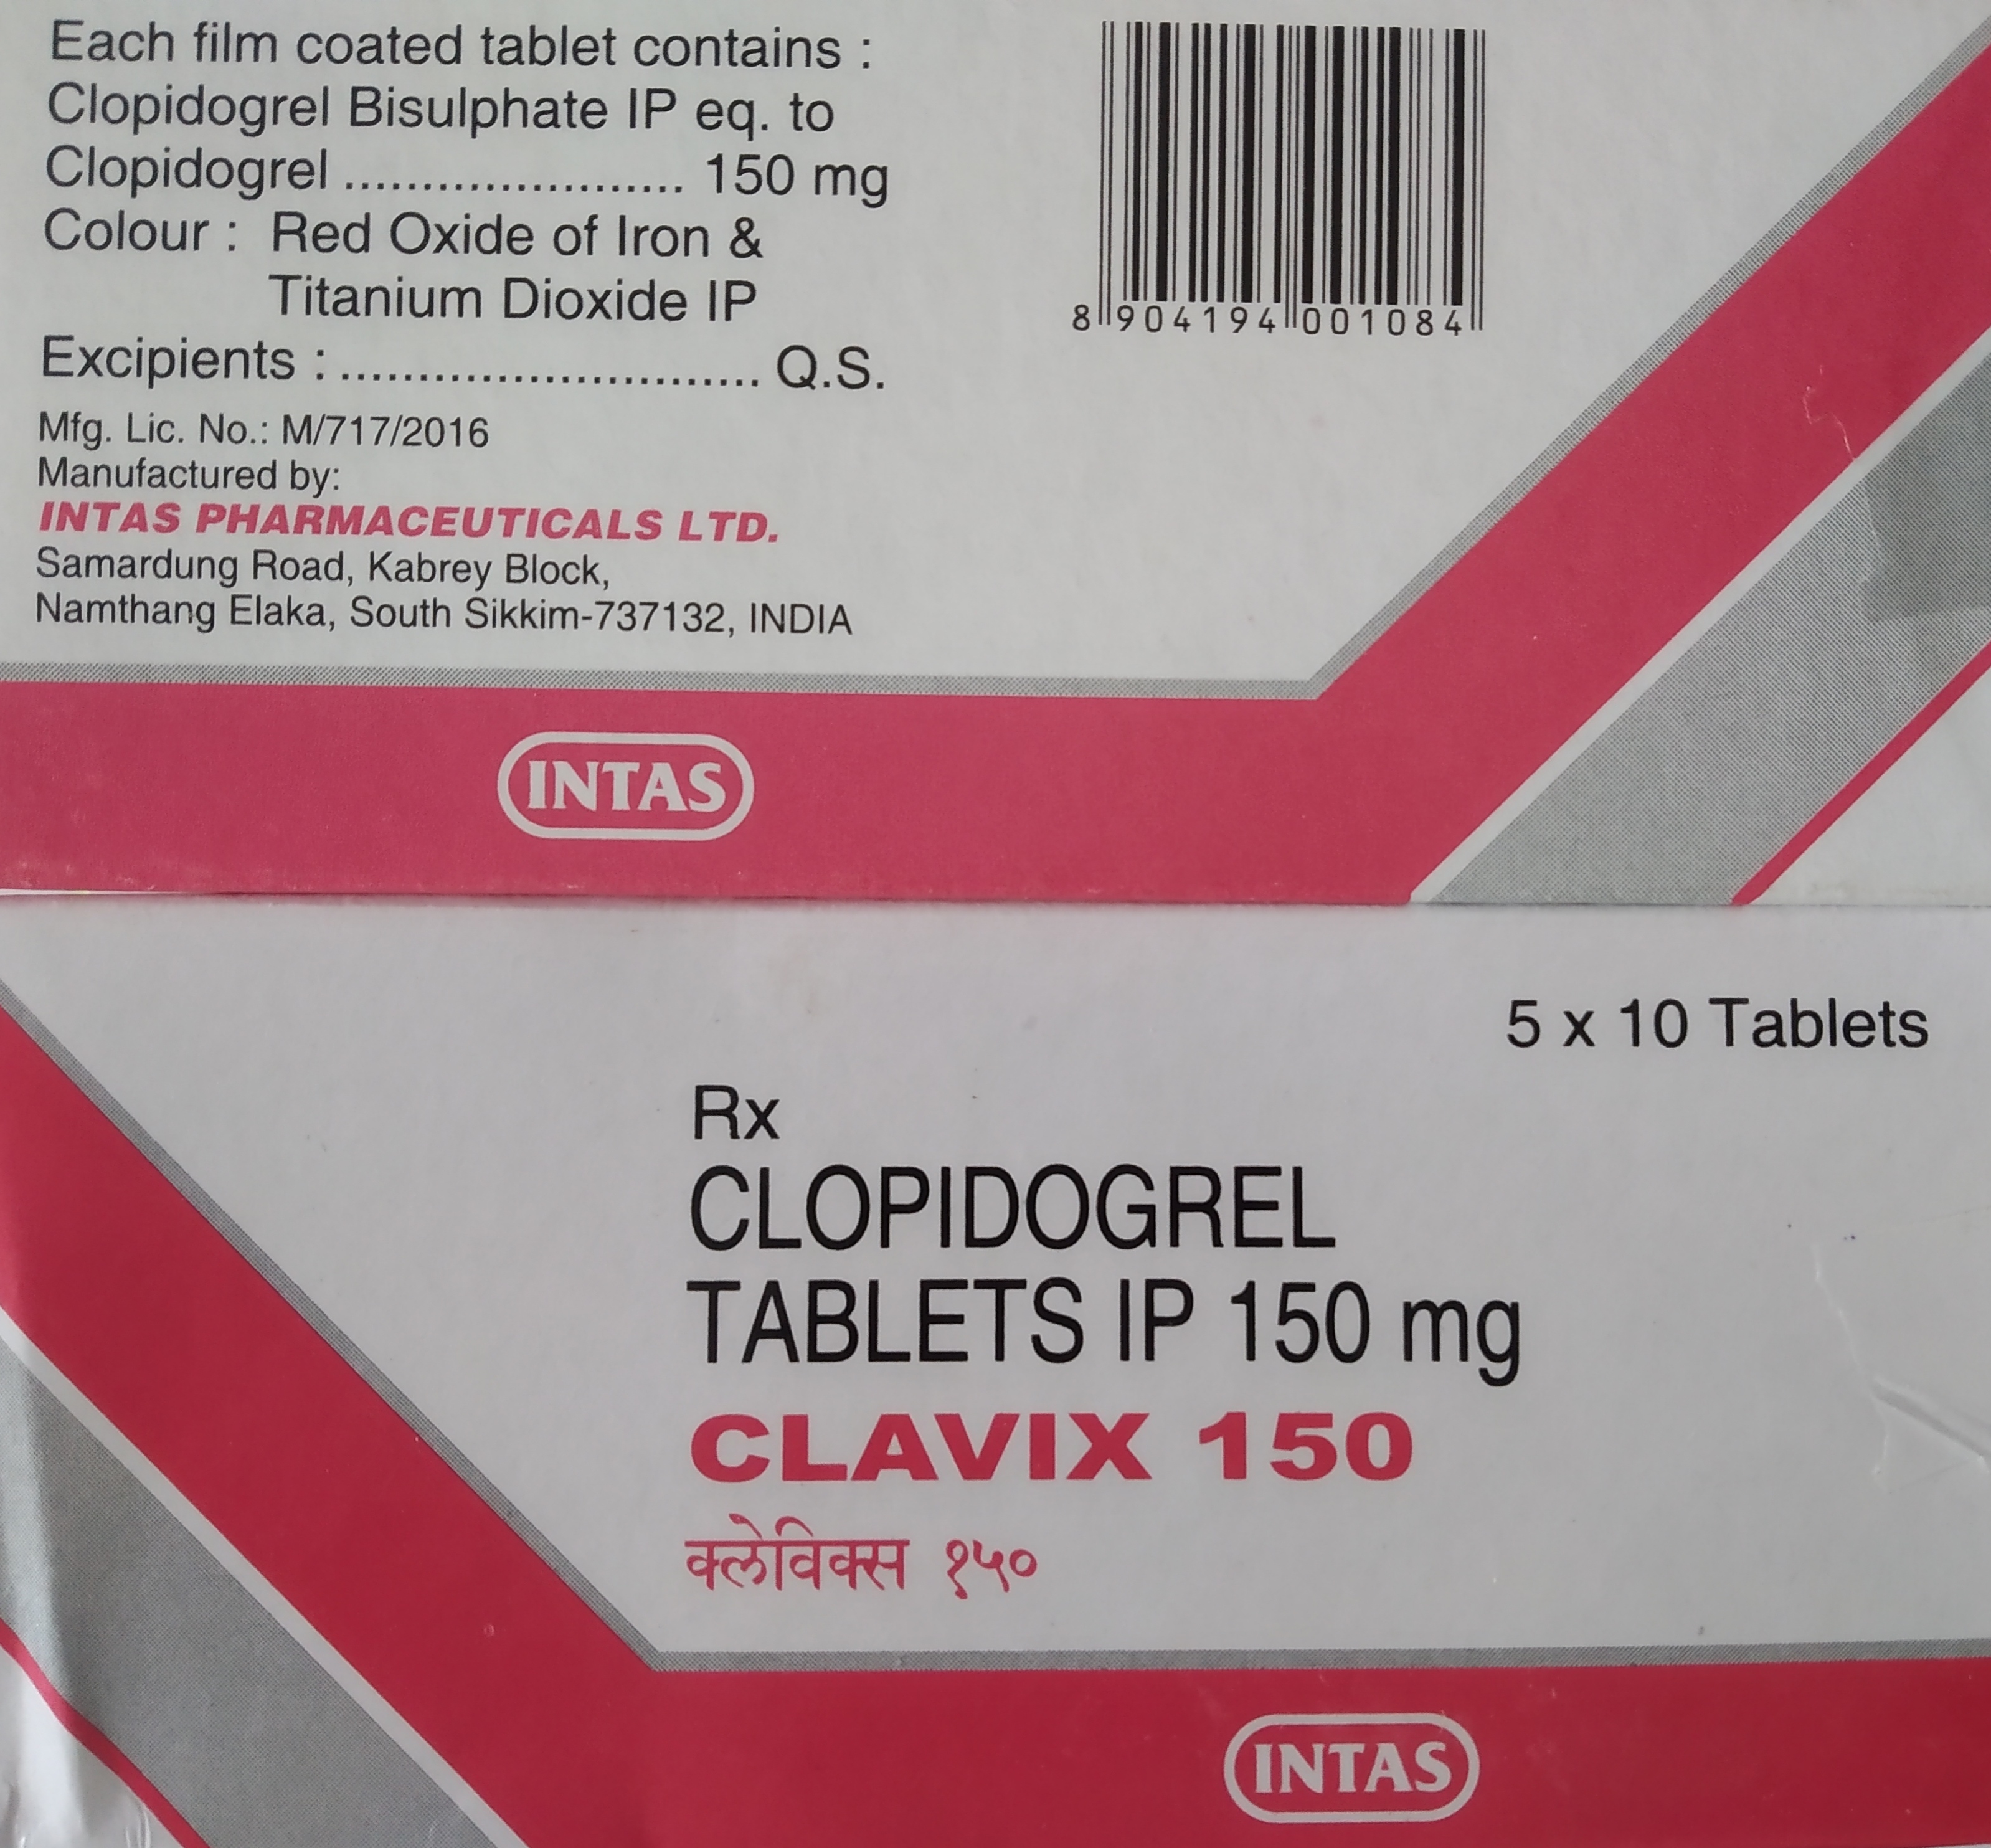 Each film coated tablet contains :
Clopidogrel Bisulphate IP eq. to
Clopidogrel ...................... 150 mg
Colour : Red Oxide of Iron &
Titanium Dioxide IP
Excipients : ........................... Q.S.
Mfg. Lic. No.: M/717/2016
Manufactured by:
INTAS PHARMACEUTICALS LTD.
Samardung Road, Kabrey Block,
Namthang Elaka, South Sikkim-737132, INDIA
8 904194 001084
INTAS
5 x 10 Tablets
Rx
CLOPIDOGREL
TABLETS IP 150 mg
CLAVIX 150
क्लेविक्स १५०
INTAS